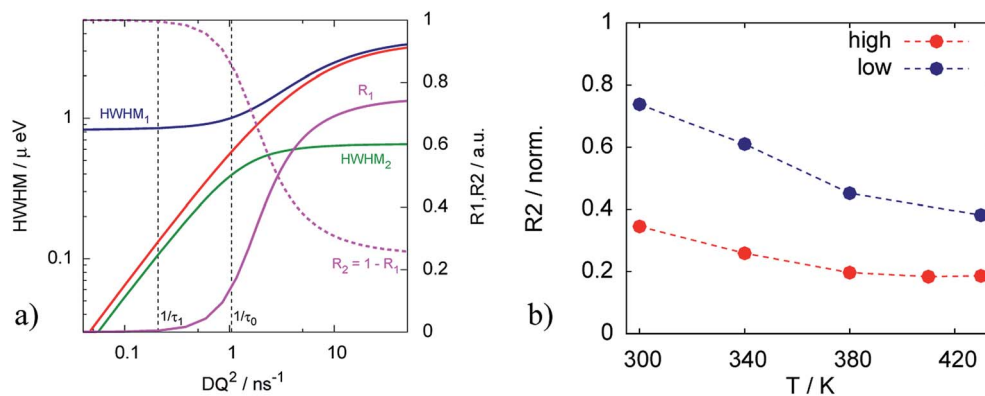 a)
HWHM / μ eV
1
0.1
HWHM₁
R₁
HWHM₂
R₂ = 1 - R₁
1/τ₁
1/τ₀
0.1
1
10
DQ² / ns⁻¹
1
0.8
0.6
0.4
0.2
0
R1,R2 / a.u.
b)
R2 / norm.
1
0.8
0.6
0.4
0.2
0
high
low
300
340
380
420
T / K